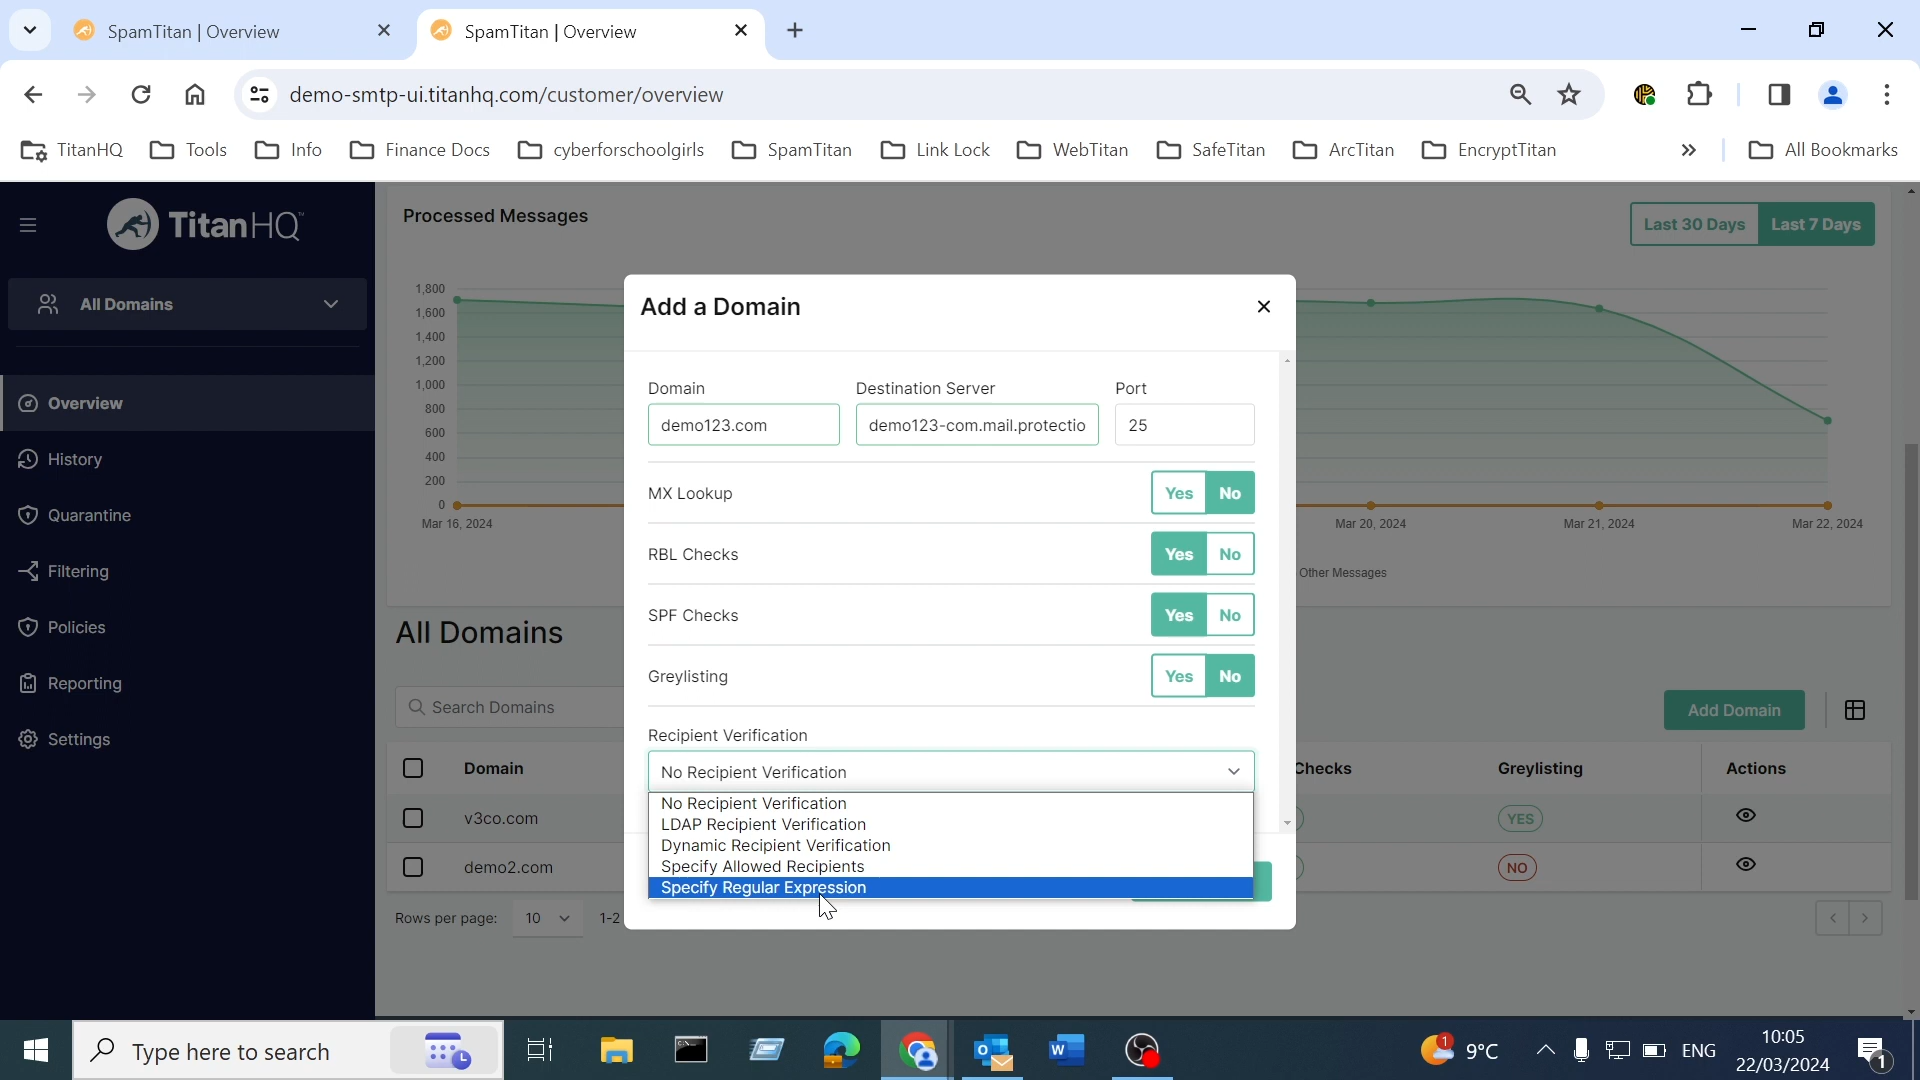 SpamTitan | Overview
SpamTitan | Overview
demo-smtp-ui.titanhq.com/customer/overview
TitanHQ
Tools
Info
Finance Docs
cyberforschoolgirls
SpamTitan
Link Lock
WebTitan
SafeTitan
ArcTitan
EncryptTitan
»
All Bookmarks
TitanHQ™
All Domains
Overview
History
Quarantine
Filtering
Policies
Reporting
Settings
Processed Messages
Last 30 Days
Last 7 Days
1,800
1,600
1,400
1,200
1,000
800
600
400
200
0
Mar 16, 2024
Mar 20, 2024
Mar 21, 2024
Mar 22, 2024
Other Messages
Add a Domain
Domain
Destination Server
Port
demo123.com
demo123-com.mail.protectio
25
MX Lookup
Yes No
RBL Checks
Yes No
SPF Checks
Yes No
Greylisting
Yes No
Recipient Verification
No Recipient Verification
No Recipient Verification
LDAP Recipient Verification
Dynamic Recipient Verification
Specify Allowed Recipients
Specify Regular Expression
All Domains
Search Domains
Add Domain
Domain
Checks
Greylisting
Actions
v3co.com
YES
demo2.com
NO
Rows per page: 10 1-2
Type here to search
1
9°C
ENG
10:05
22/03/2024
1